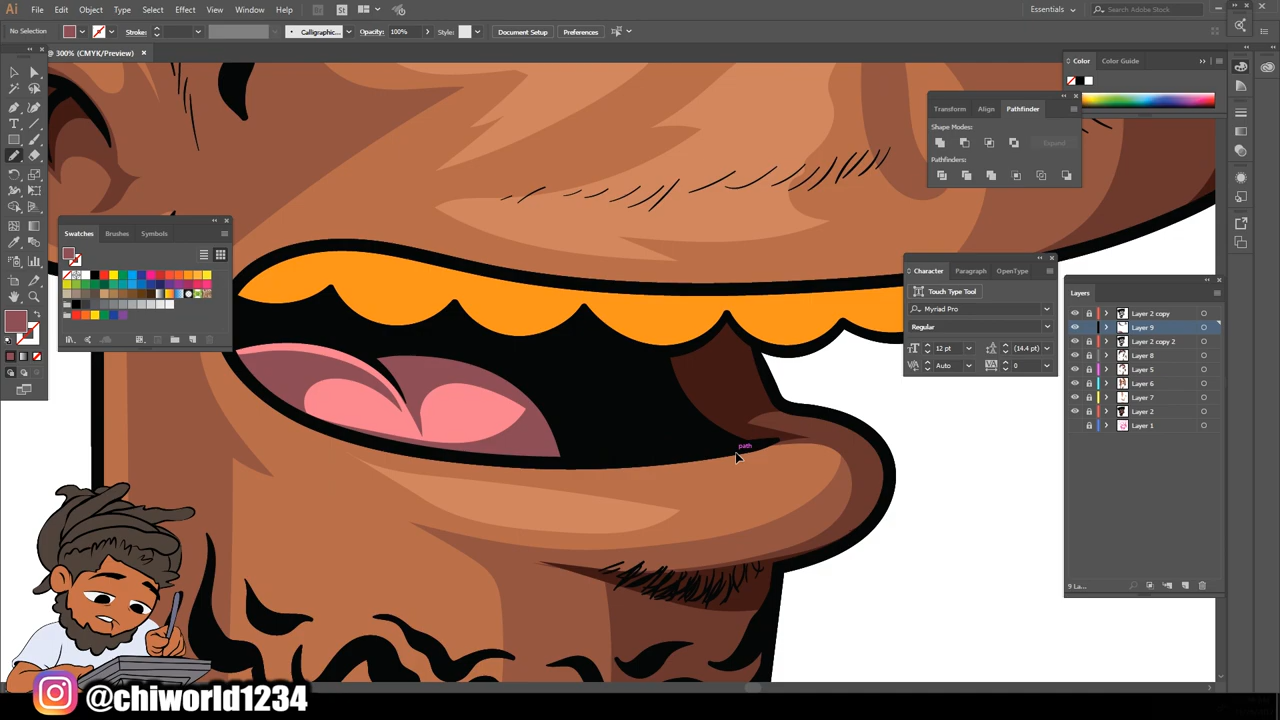 Ai File Edit Object Type Select Effect View Window Help Br St Essentials Search Adobe Stock
No Selection Stroke: Calligraphic... Opacity: 100% Style: Document Setup Preferences
@ 300% (CMYK/Preview)
Color Color Guide
Transform Align Pathfinder
Shape Modes:
Expand
Pathfinders:
Swatches Brushes Symbols
Character Paragraph OpenType
Touch Type Tool
Myriad Pro
Regular
12 pt (14.4 pt)
Auto 0
Layers
Layer 2 copy
Layer 9
Layer 2 copy 2
Layer 8
Layer 5
Layer 6
Layer 7
Layer 2
Layer 1
9 La...
path
@chiworld1234